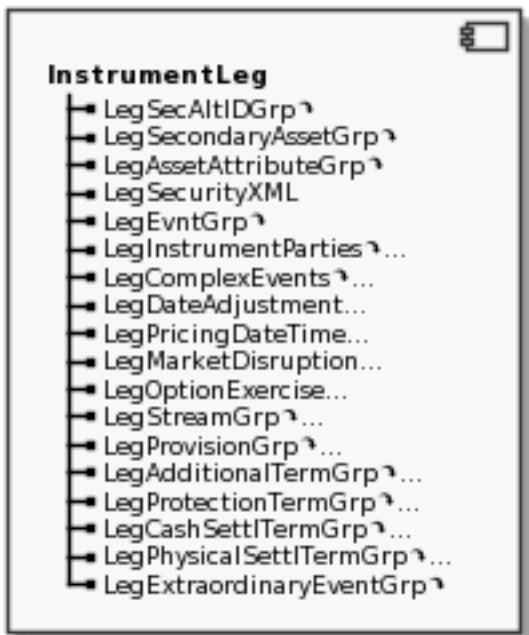 InstrumentLeg
LegSecAltIDGrp
LegSecondaryAssetGrp
LegAssetAttributeGrp
LegSecurityXML
LegEvntGrp
LegInstrumentParties...
LegComplexEvents...
LegDateAdjustment...
LegPricingDateTime...
LegMarketDisruption...
LegOptionExercise...
LegStreamGrp...
LegProvisionGrp...
LegAdditionalTermGrp...
LegProtectionTermGrp...
LegCashSettlTermGrp...
LegPhysicalSettlTermGrp...
LegExtraordinaryEventGrp